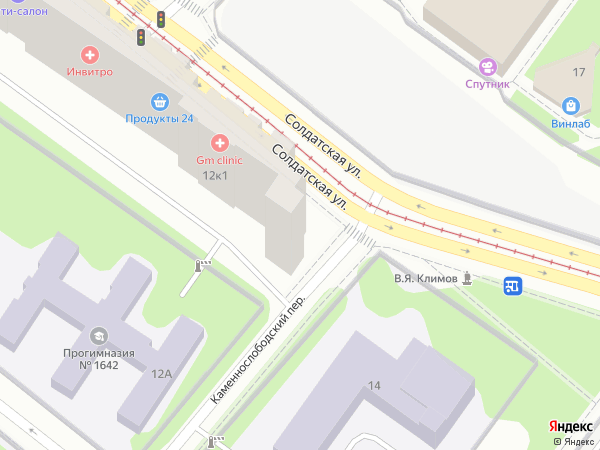 ти-салон
Инвитро
Продукты 24
Gm clinic
12к1
Солдатская ул.
Солдатская ул.
Спутник
17
Винлаб
В.Я. Климов
Каменнослободский пер.
Прогимназия
№ 1642
12А
14
Яндекс
© Яндекс